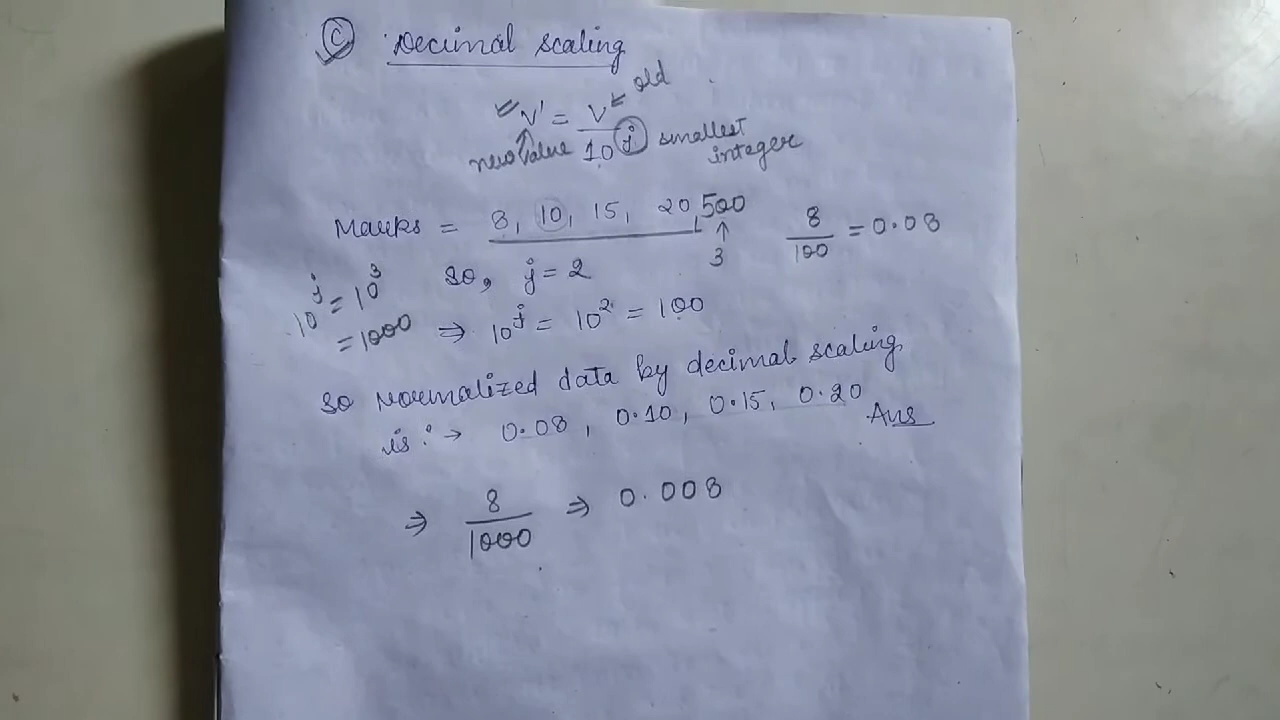 C Decimal scaling
old
V' = V / 10^j smallest integer
new value
Marks = 8, 10, 15, 20, 500
3
8/100 = 0.08
10^j = 10^3
= 1000
so, j = 2
⇒ 10^j = 10^2 = 100
so Normalized data by decimal scaling
is :→ 0.08, 0.10, 0.15, 0.20 Ans
⇒ 8/1000 ⇒ 0.008